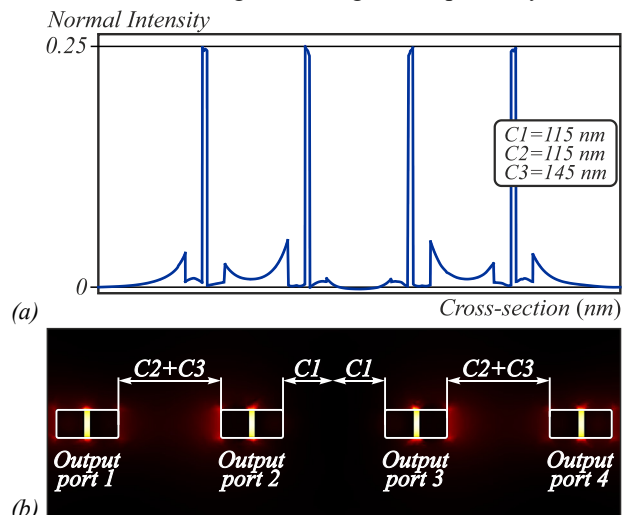 Normal Intensity
0.25
C1=115 nm
C2=115 nm
C3=145 nm
0
(a)
Cross-section (nm)
C2+C3
C1
C1
C2+C3
Output port 1
Output port 2
Output port 3
Output port 4
(b)